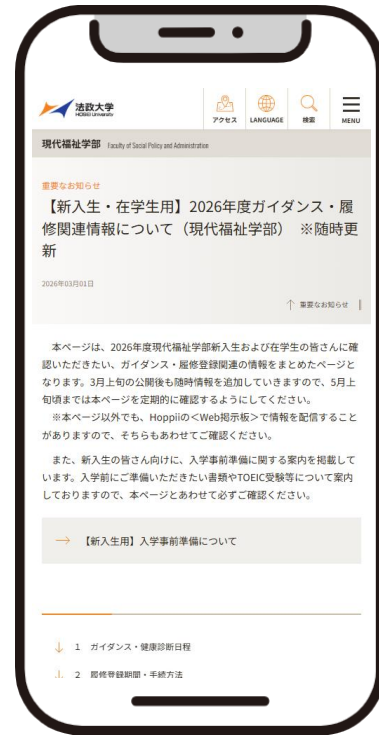 法政大学
HOSEI University
アクセス
LANGUAGE
検索
MENU
現代福祉学部 Faculty of Social Policy and Administration
重要なお知らせ
【新入生・在学生用】2026年度ガイダンス・履
修関連情報について（現代福祉学部） ※随時更
新
2026年03月01日
↑ 重要なお知らせ
本ページは、2026年度現代福祉学部新入生および在学生の皆さんに確
認いただきたい、ガイダンス・履修登録関連の情報をまとめたページと
なります。3月上旬の公開後も随時情報を追加していきますので、5月上
旬頃までは本ページを定期的に確認するようにしてください。
※本ページ以外でも、Hoppiiの<Web掲示板>で情報を配信すること
がありますので、そちらもあわせてご確認ください。
また、新入生の皆さん向けに、入学事前準備に関する案内を掲載して
います。入学前にご準備いただきたい書類やTOEIC受験等について案内
しておりますので、本ページとあわせて必ずご確認ください。
→ 【新入生用】入学事前準備について
↓ 1 ガイダンス・健康診断日程
↓ 2 履修登録期間・手続方法